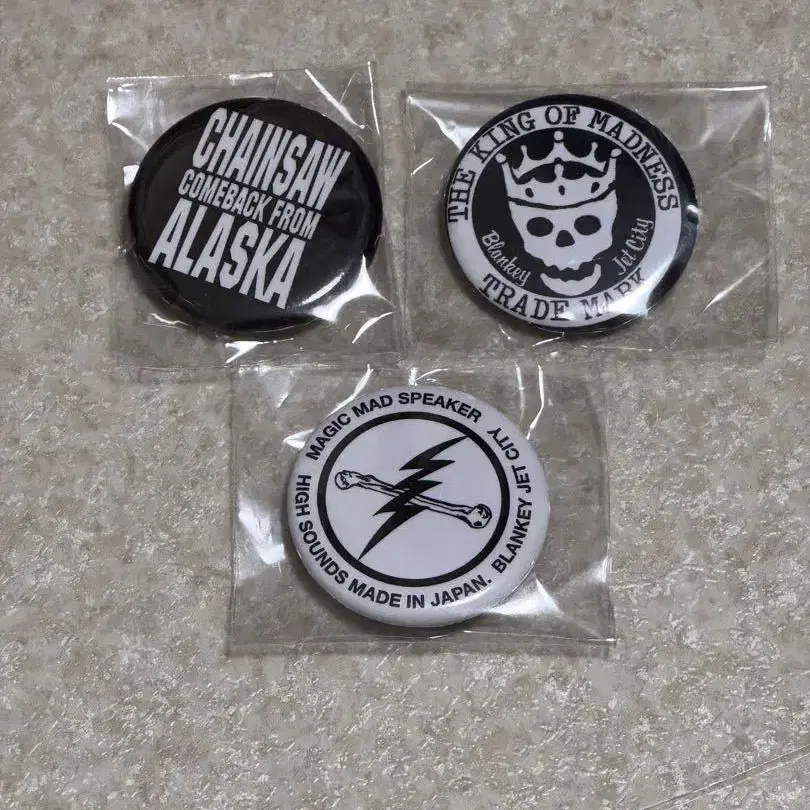 CHAINSAW
COMEBACK FROM
ALASKA
THE KING OF MADNESS
Blankey Jet City
TRADE MARK
MAGIC MAD SPEAKER
HIGH SOUNDS MADE IN JAPAN. BLANKEY JET CITY